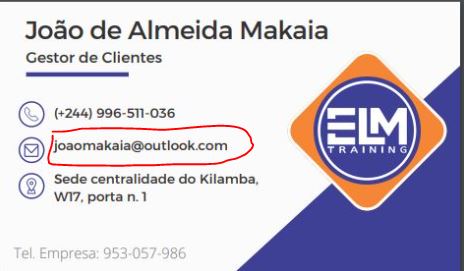 João de Almeida Makaia
Gestor de Clientes
(+244) 996-511-036
joaomakaia@outlook.com
Sede centralidade do Kilamba,
W17, porta n. 1
ELM
TRAINING
Tel. Empresa: 953-057-986